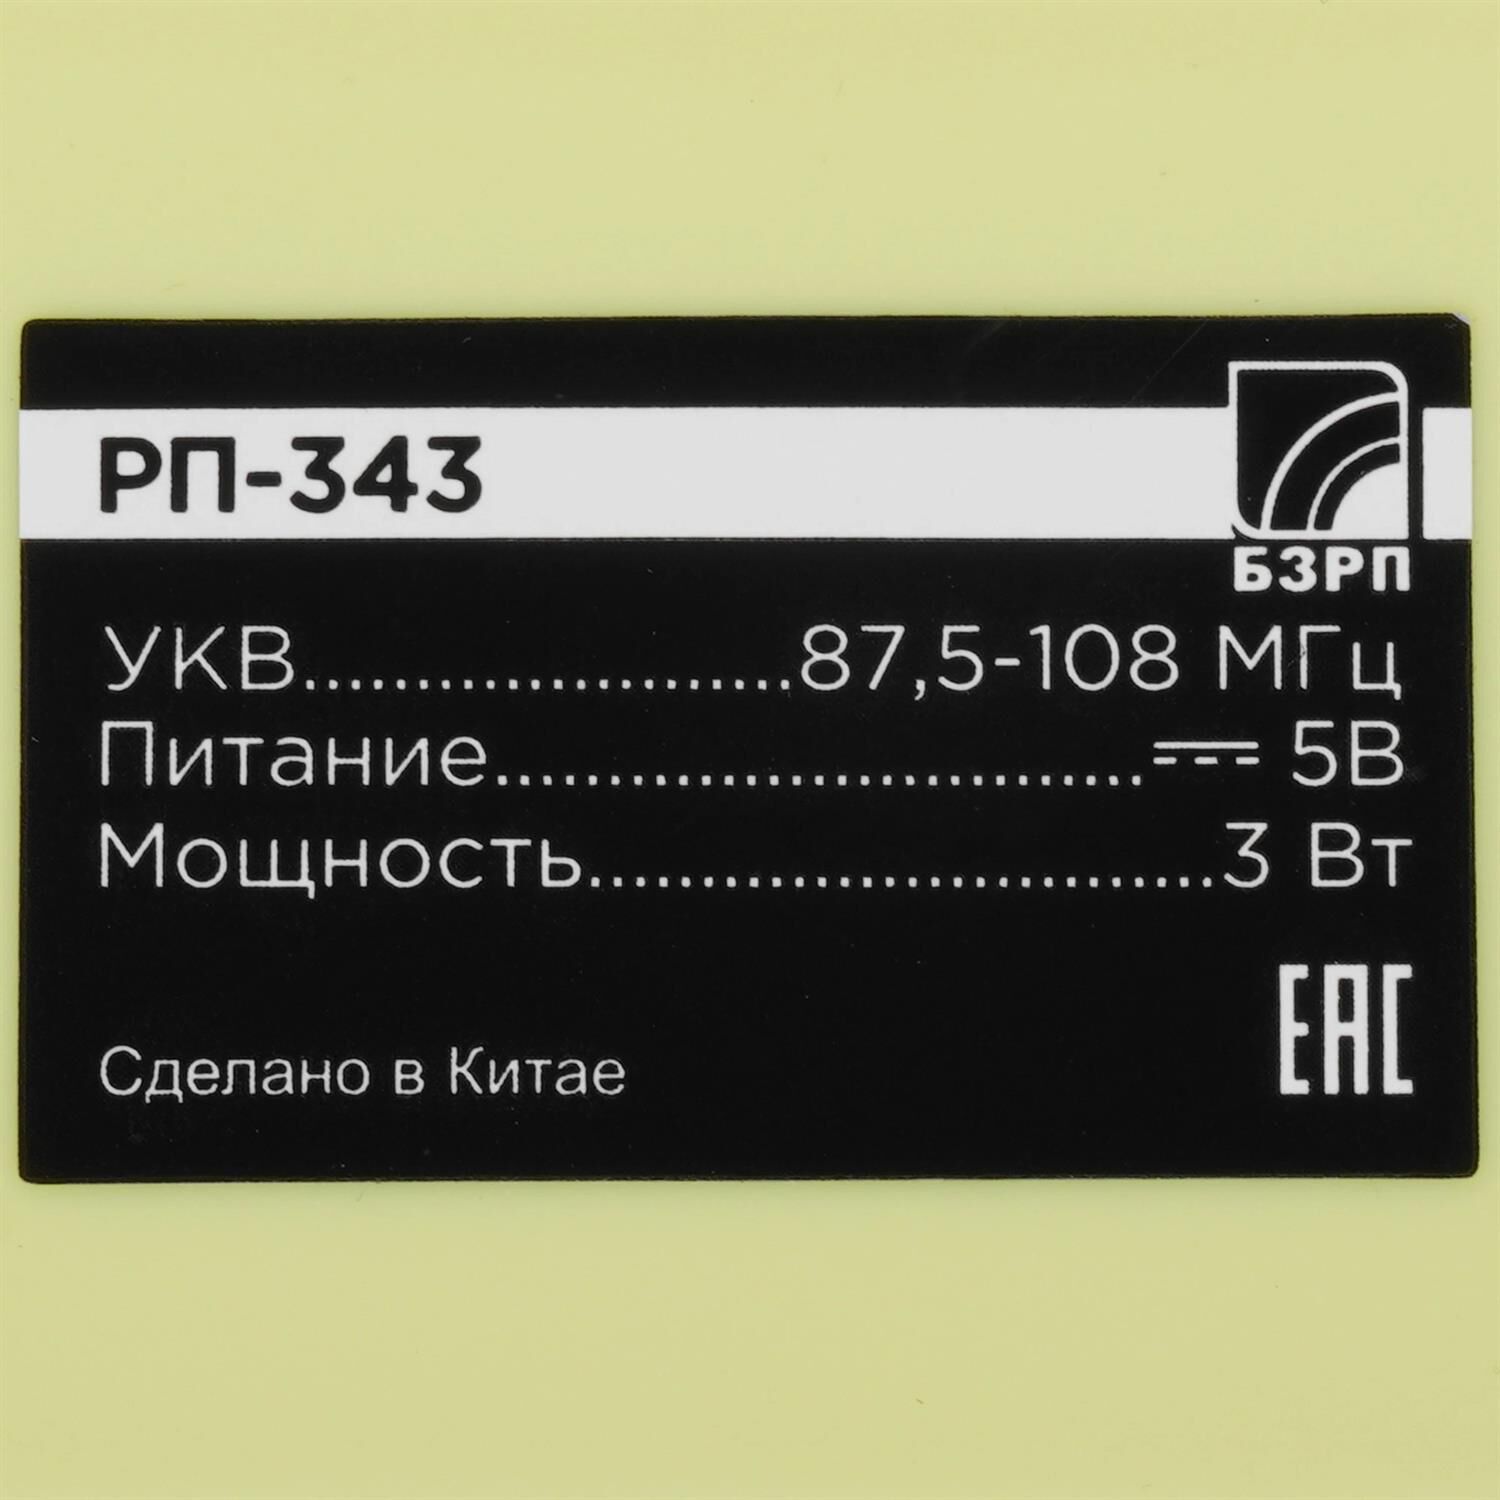 РП-343
БЗРП
УКВ......................87,5-108 МГц
Питание............................. 5В
Мощность............................3 Вт
Сделано в Китае
ЕАС